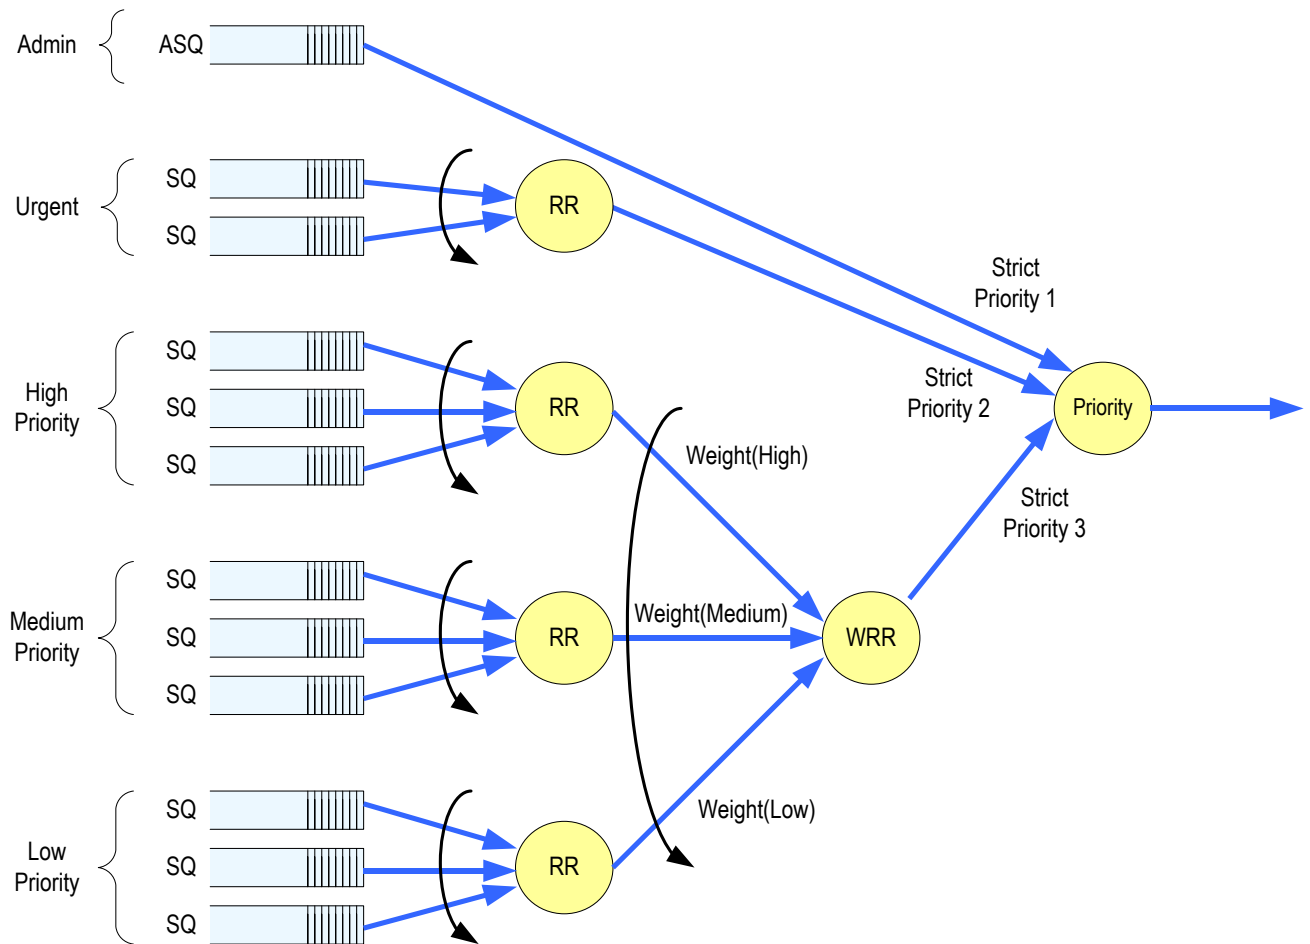 Admin
ASQ
Urgent
SQ
SQ
RR
Strict
Priority 1
Strict
Priority 2
Priority
High
Priority
SQ
SQ
SQ
RR
Weight(High)
Strict
Priority 3
Medium
Priority
SQ
SQ
SQ
RR
Weight(Medium)
WRR
Low
Priority
SQ
SQ
SQ
RR
Weight(Low)